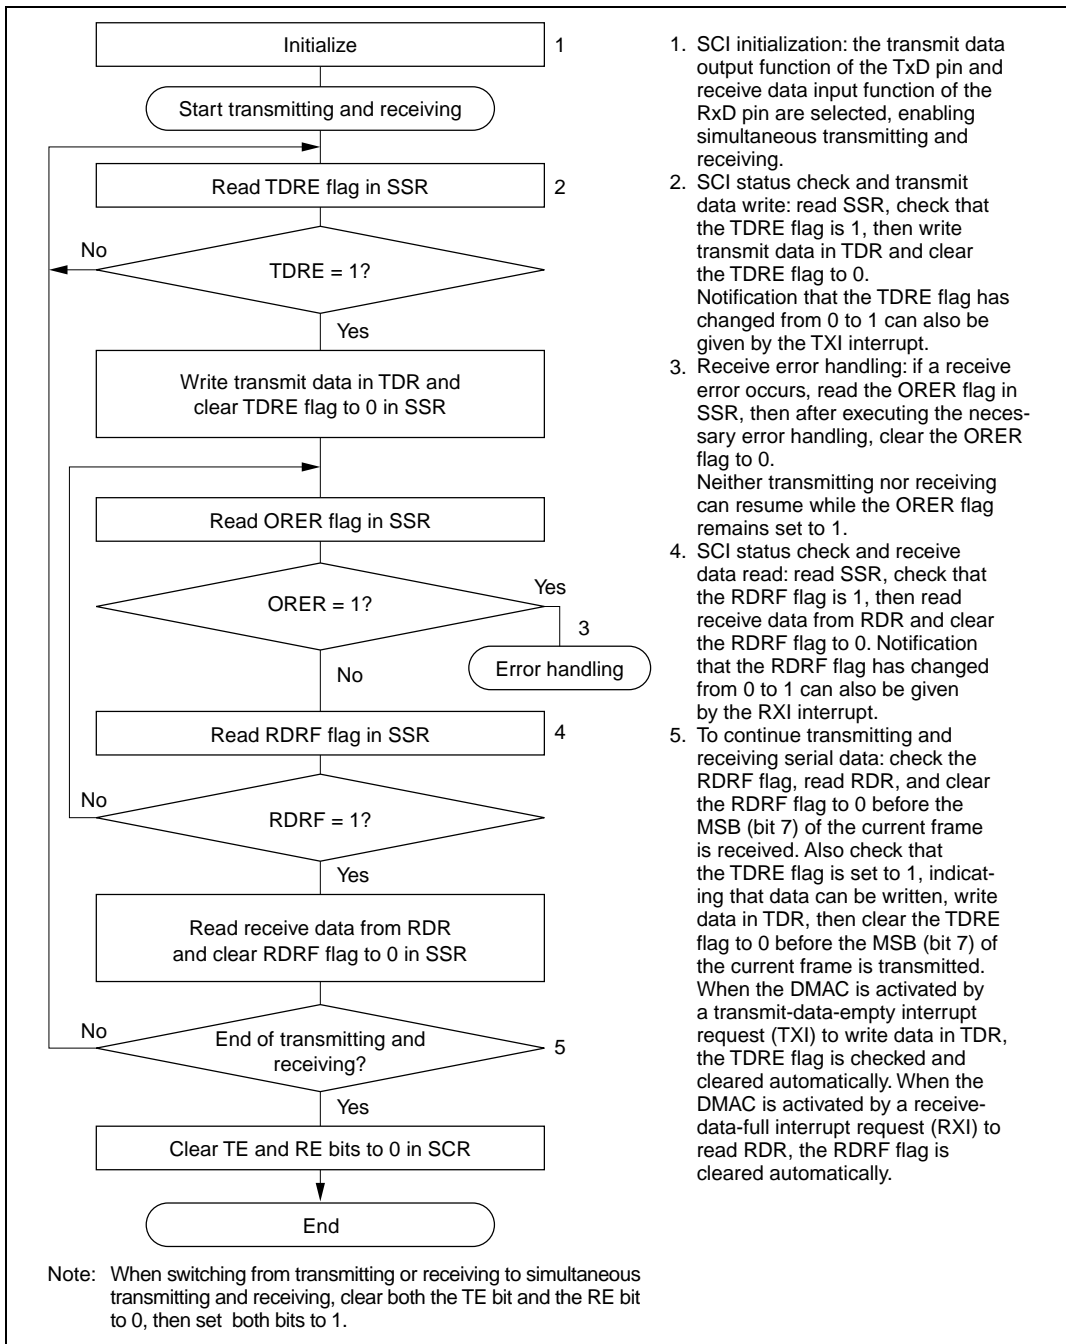 Initialize
1
Start transmitting and receiving
Read TDRE flag in SSR
2
No
TDRE = 1?
Yes
Write transmit data in TDR and
clear TDRE flag to 0 in SSR
Read ORER flag in SSR
ORER = 1?
Yes
3
Error handling
No
Read RDRF flag in SSR
4
No
RDRF = 1?
Yes
Read receive data from RDR
and clear RDRF flag to 0 in SSR
No
End of transmitting and
receiving?
5
Yes
Clear TE and RE bits to 0 in SCR
End
1. SCI initialization: the transmit data
output function of the TxD pin and
receive data input function of the
RxD pin are selected, enabling
simultaneous transmitting and
receiving.
2. SCI status check and transmit
data write: read SSR, check that
the TDRE flag is 1, then write
transmit data in TDR and clear
the TDRE flag to 0.
Notification that the TDRE flag has
changed from 0 to 1 can also be
given by the TXI interrupt.
3. Receive error handling: if a receive
error occurs, read the ORER flag in
SSR, then after executing the neces-
sary error handling, clear the ORER
flag to 0.
Neither transmitting nor receiving
can resume while the ORER flag
remains set to 1.
4. SCI status check and receive
data read: read SSR, check that
the RDRF flag is 1, then read
receive data from RDR and clear
the RDRF flag to 0. Notification
that the RDRF flag has changed
from 0 to 1 can also be given
by the RXI interrupt.
5. To continue transmitting and
receiving serial data: check the
RDRF flag, read RDR, and clear
the RDRF flag to 0 before the
MSB (bit 7) of the current frame
is received. Also check that
the TDRE flag is set to 1, indicat-
ing that data can be written, write
data in TDR, then clear the TDRE
flag to 0 before the MSB (bit 7) of
the current frame is transmitted.
When the DMAC is activated by
a transmit-data-empty interrupt
request (TXI) to write data in TDR,
the TDRE flag is checked and
cleared automatically. When the
DMAC is activated by a receive-
data-full interrupt request (RXI) to
read RDR, the RDRF flag is
cleared automatically.
Note: When switching from transmitting or receiving to simultaneous
transmitting and receiving, clear both the TE bit and the RE bit
to 0, then set both bits to 1.